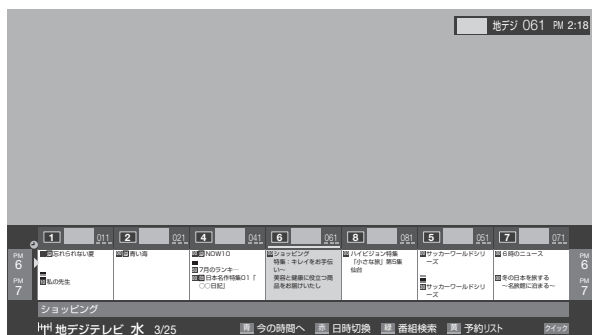 地デジ 061 PM 2:18
1 011 2 021 4 041 6 061 8 081 5 051 7 071
PM 6
PM 7
忘れられない夏
私の先生
青い海
NOW10
7月のランキ…
日本名作特集01「
○○日記」
ショッピング
特集：キレイをお手伝
い〜
美容と健康に役立つ商
品をお届けいたし
ハイビジョン特集
「小さな旅」第5集
仙台
サッカーワールドシリ
ーズ
サッカーワールドシリ
ーズ
6時のニュース
冬の日本を旅する
〜名旅館に泊まる〜
PM 6
PM 7
ショッピング
地デジテレビ 水 3/25 青 今の時間へ 赤 日時切換 緑 番組検索 黄 予約リスト クイック